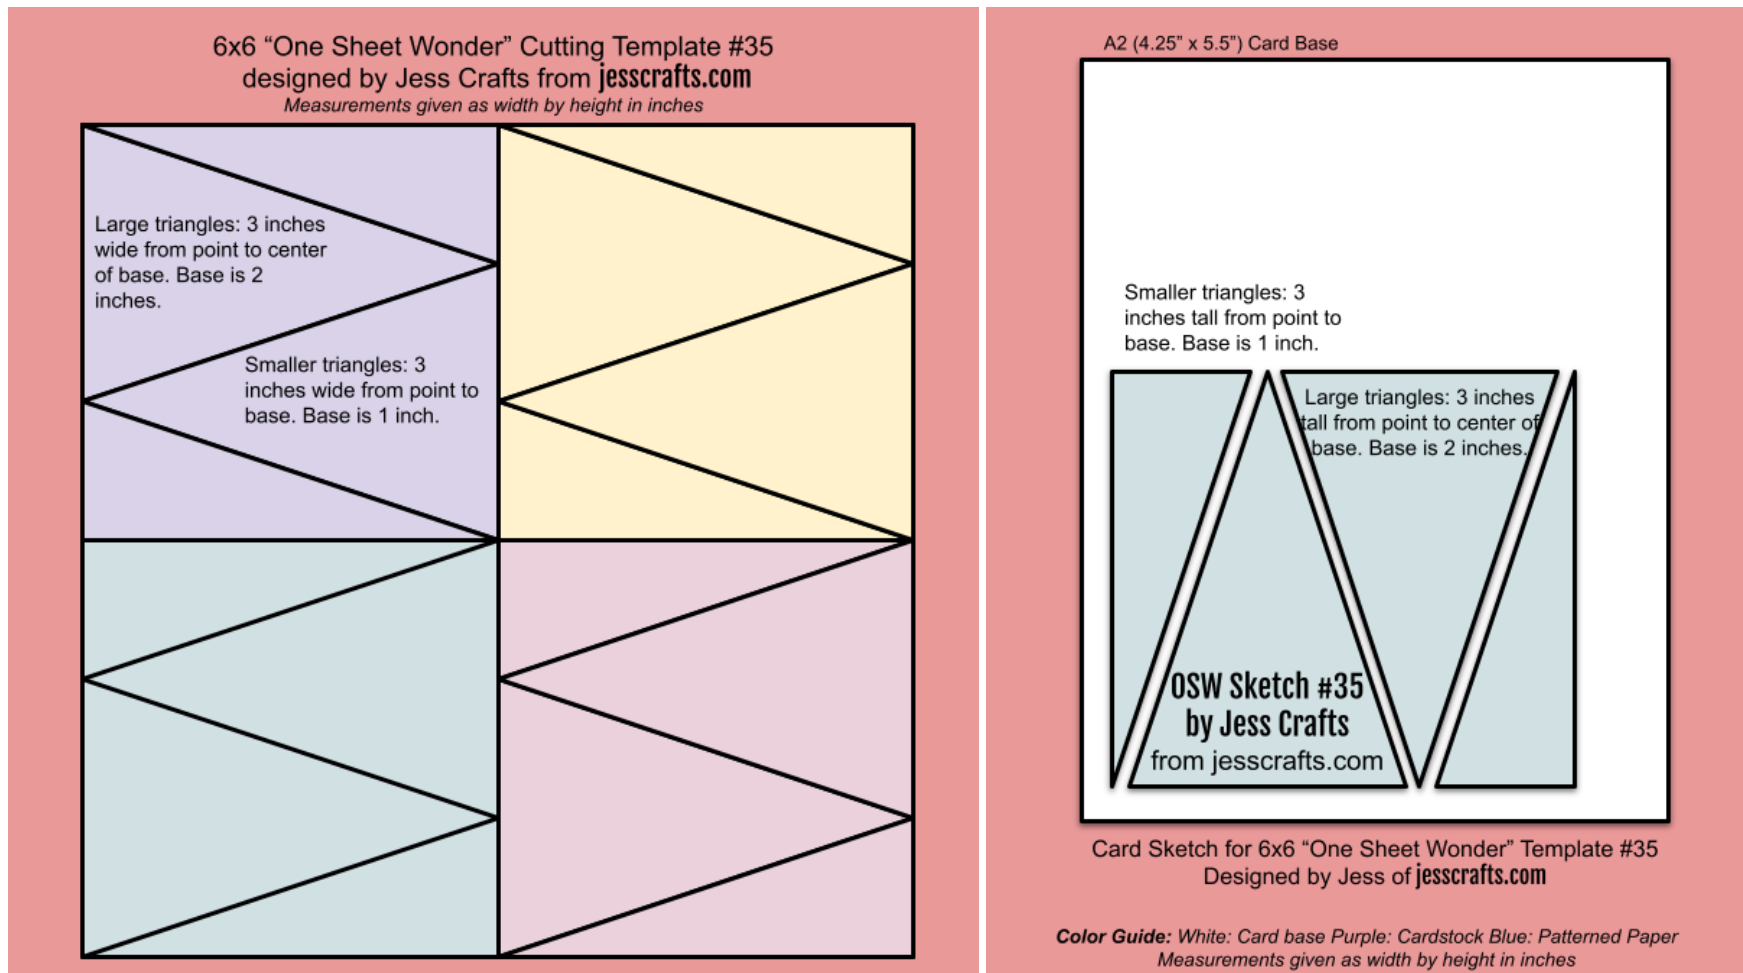 6x6 “One Sheet Wonder” Cutting Template #35
designed by Jess Crafts from jesscrafts.com
Measurements given as width by height in inches
Large triangles: 3 inches
wide from point to center
of base. Base is 2
inches.
Smaller triangles: 3
inches wide from point to
base. Base is 1 inch.
A2 (4.25” x 5.5”) Card Base
Smaller triangles: 3
inches tall from point to
base. Base is 1 inch.
Large triangles: 3 inches
tall from point to center of
base. Base is 2 inches.
OSW Sketch #35
by Jess Crafts
from jesscrafts.com
Card Sketch for 6x6 “One Sheet Wonder” Template #35
Designed by Jess of jesscrafts.com
Color Guide: White: Card base Purple: Cardstock Blue: Patterned Paper
Measurements given as width by height in inches